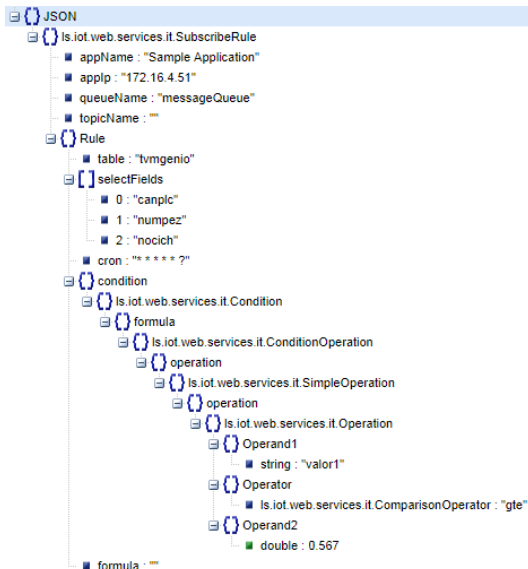 JSON
ls.iot.web.services.it.SubscribeRule
appName : "Sample Application"
appIp : "172.16.4.51"
queueName : "messageQueue"
topicName : ""
Rule
table : "tvmgenio"
selectFields
0 : "canplc"
1 : "numpez"
2 : "nocich"
cron : "* * * * * ?"
condition
ls.iot.web.services.it.Condition
formula
ls.iot.web.services.it.ConditionOperation
operation
ls.iot.web.services.it.SimpleOperation
operation
ls.iot.web.services.it.Operation
Operand1
string : "valor1"
Operator
ls.iot.web.services.it.ComparisonOperator : "gte"
Operand2
double : 0.567
formula : ""